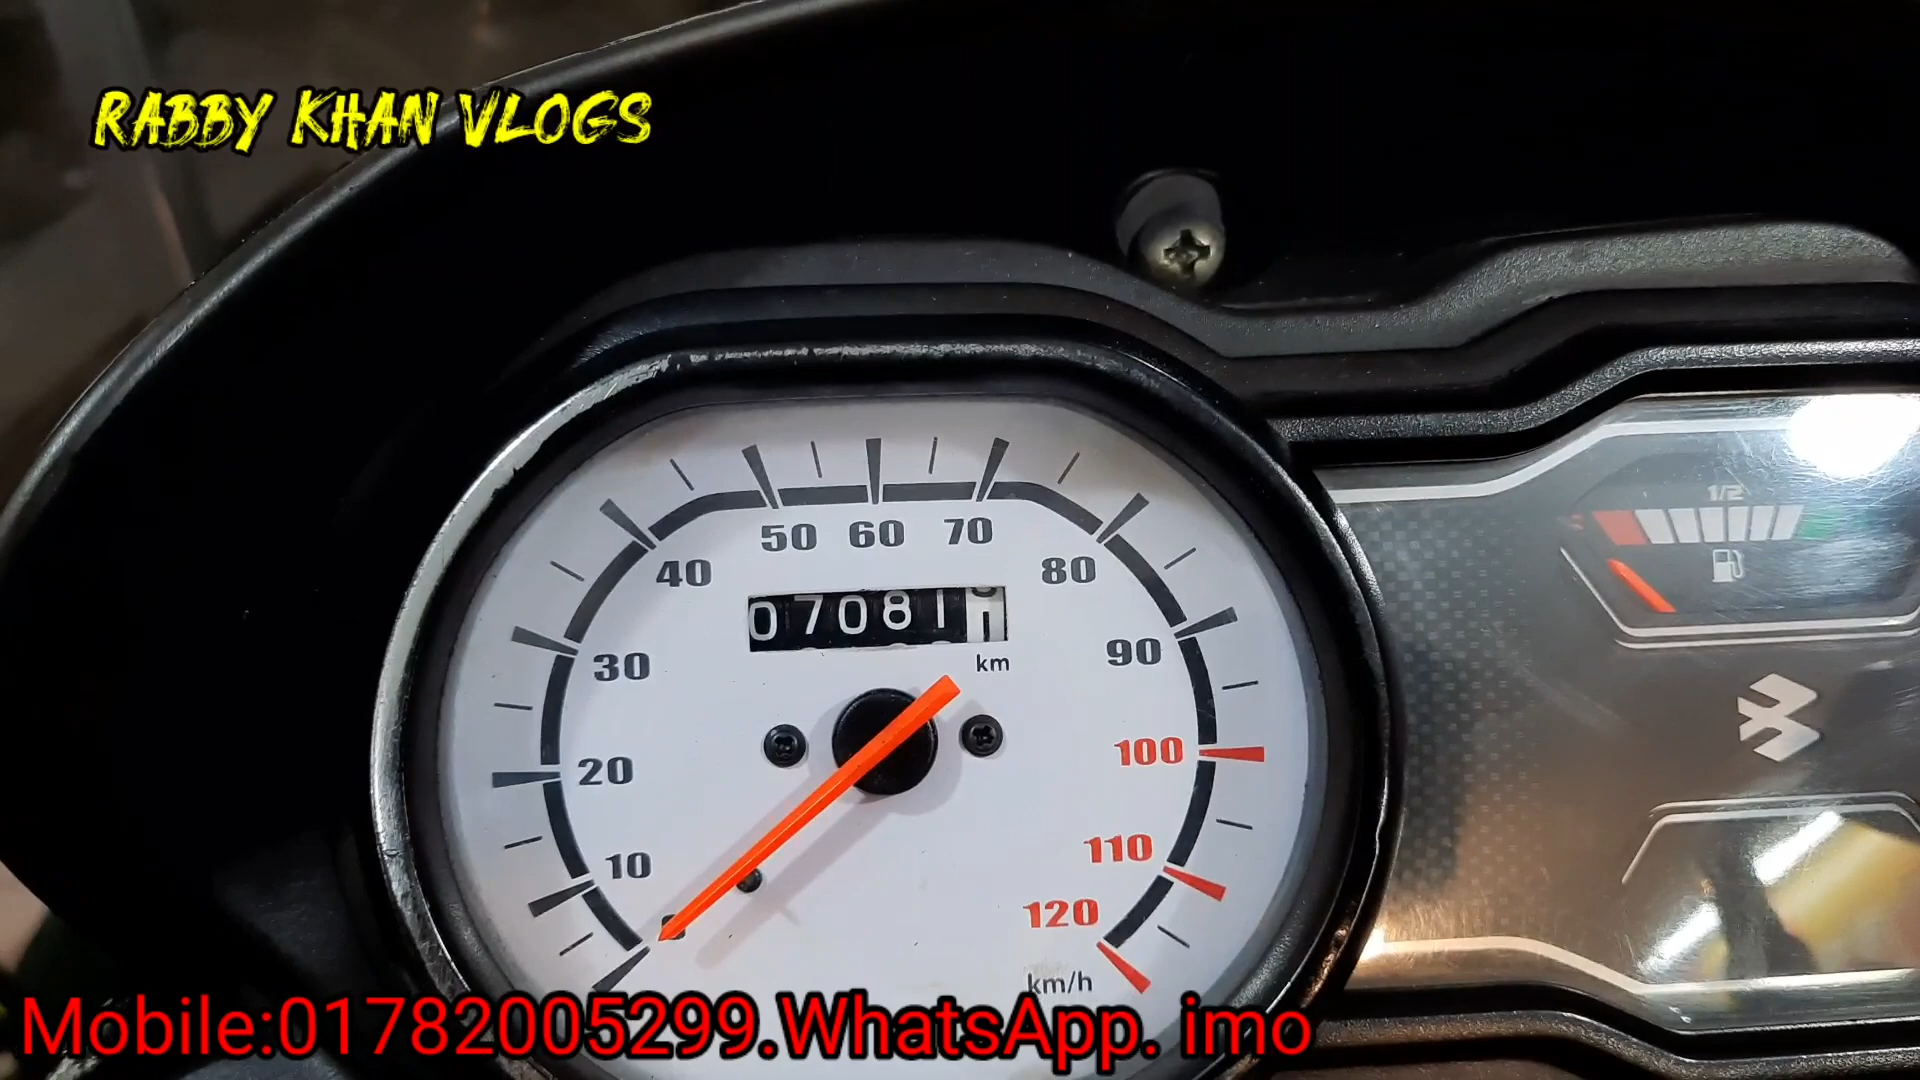 RABBY KHAN VLOGS
1/2
50 60 70
40 80
07081
km
30 90
20 100
10 110
120
km/h
Mobile:01782005299.WhatsApp. imo